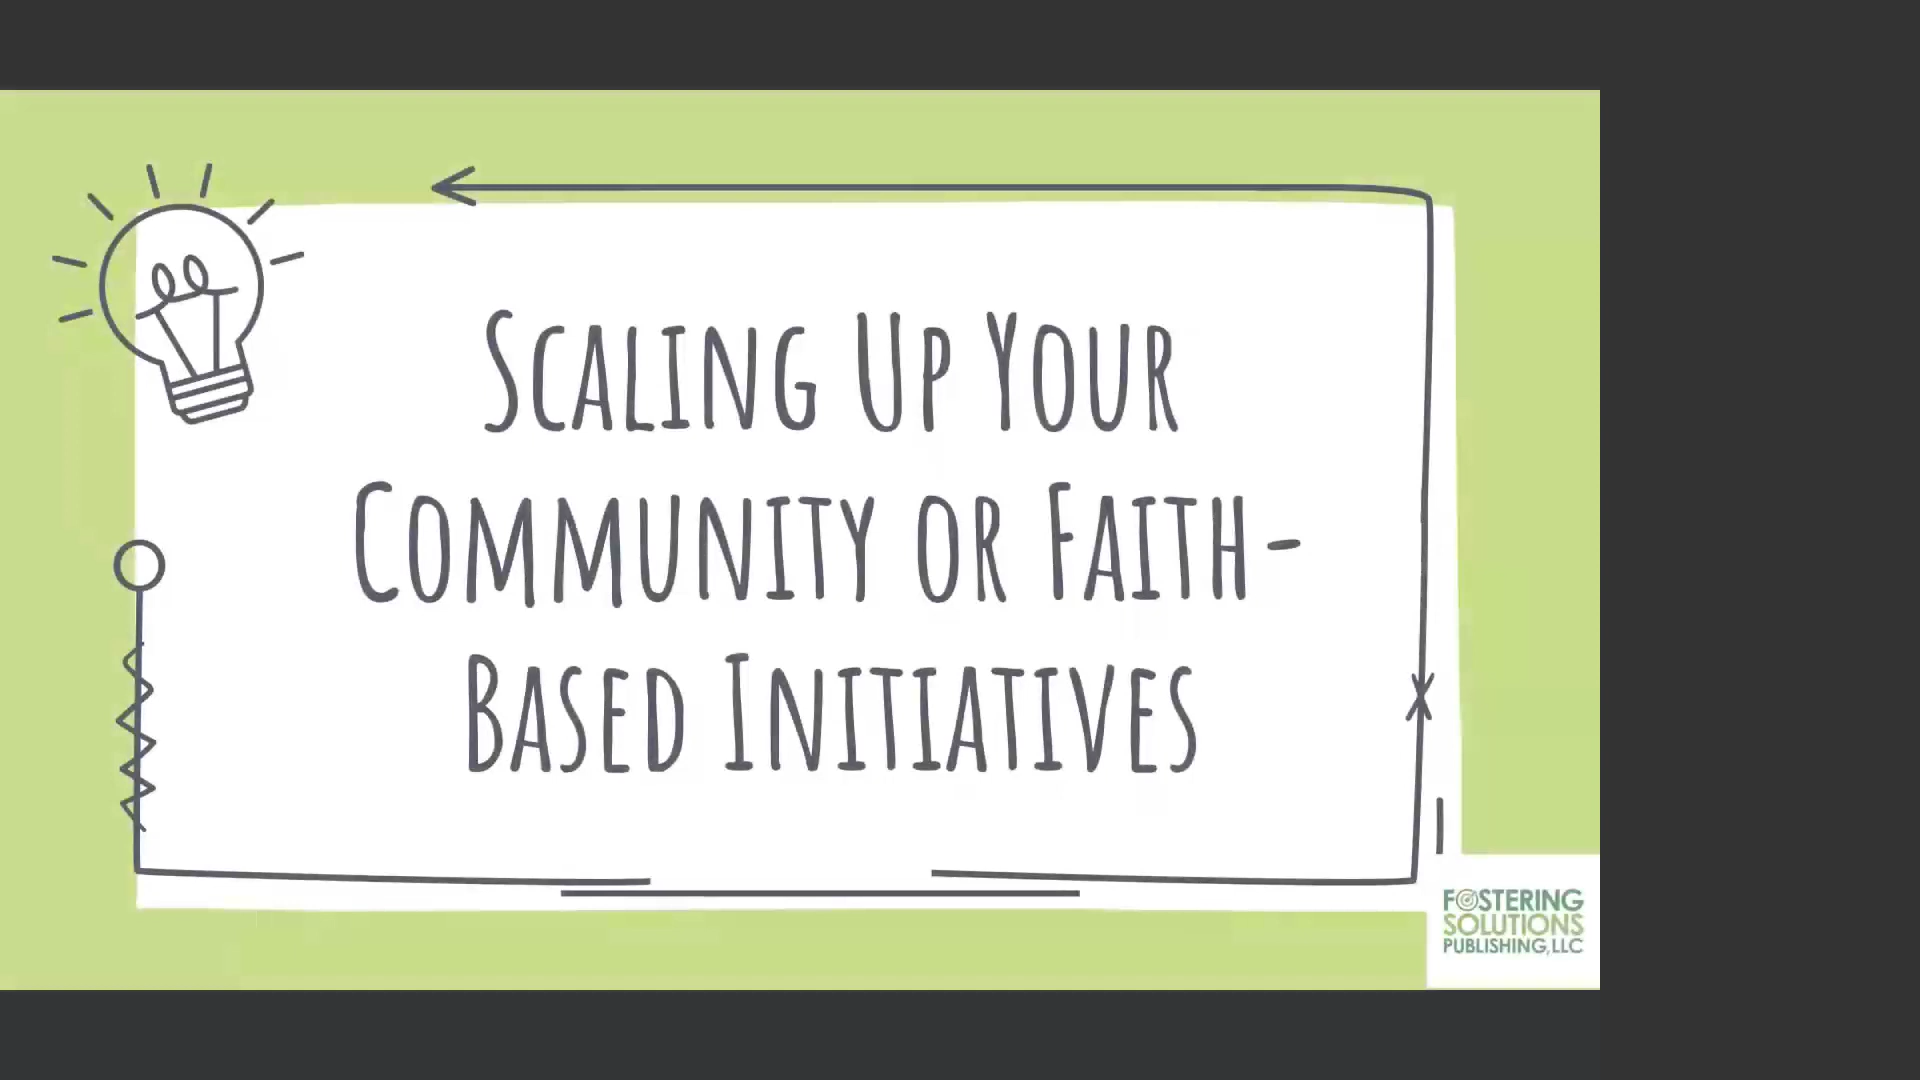 Scaling Up Your
Community or Faith-
Based Initiatives
FOSTERING
SOLUTIONS
PUBLISHING, LLC